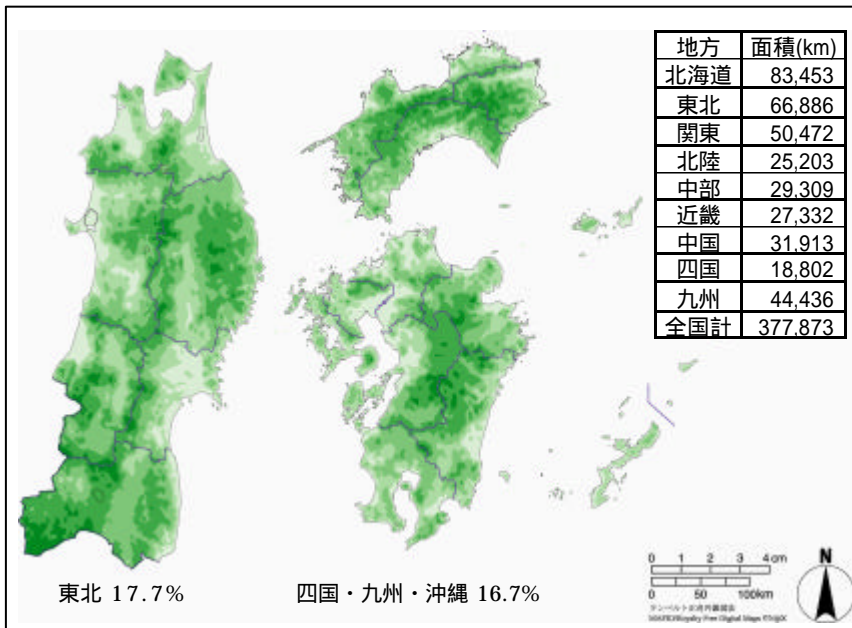 地方 面積(km)
北海道 83,453
東北 66,886
関東 50,472
北陸 25,203
中部 29,309
近畿 27,332
中国 31,913
四国 18,802
九州 44,436
全国計 377,873
東北 17.7%
四国・九州・沖縄 16.7%
0 1 2 3 4cm
0 50 100km
N